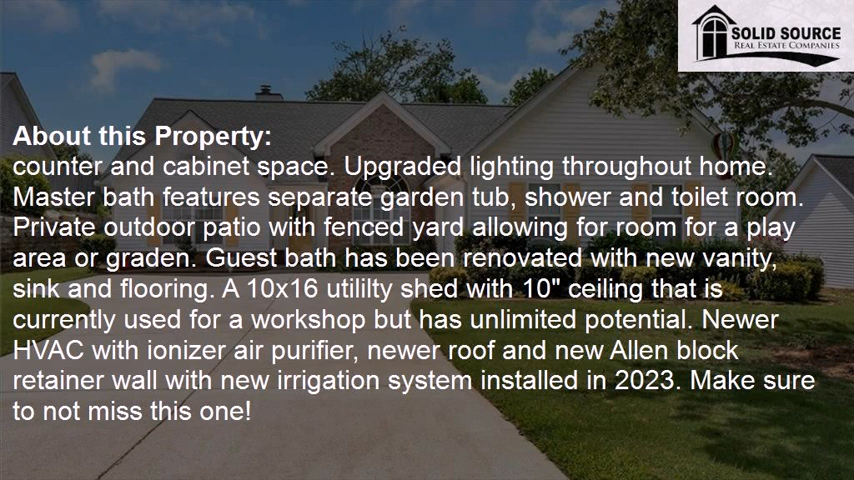 SOLID SOURCE
REAL ESTATE COMPANIES
About this Property:
counter and cabinet space. Upgraded lighting throughout home.
Master bath features separate garden tub, shower and toilet room.
Private outdoor patio with fenced yard allowing for room for a play
area or graden. Guest bath has been renovated with new vanity,
sink and flooring. A 10x16 utililty shed with 10" ceiling that is
currently used for a workshop but has unlimited potential. Newer
HVAC with ionizer air purifier, newer roof and new Allen block
retainer wall with new irrigation system installed in 2023. Make sure
to not miss this one!